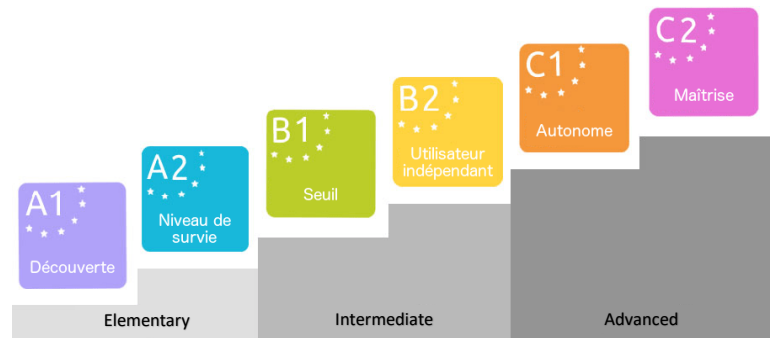 A1
Découverte
A2
Niveau de
survie
B1
Seuil
B2
Utilisateur
indépendant
C1
Autonome
C2
Maîtrise
Elementary
Intermediate
Advanced